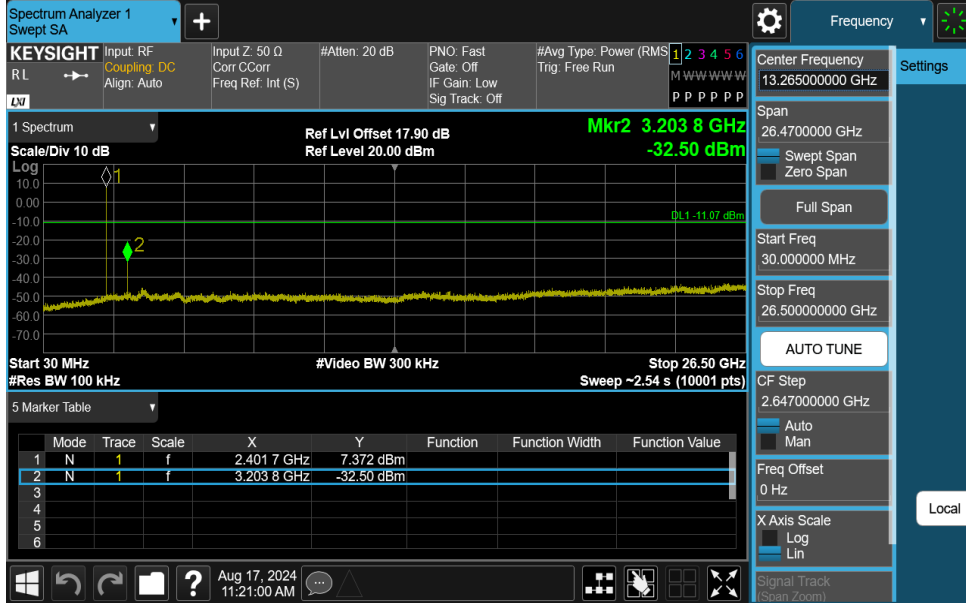 Spectrum Analyzer 1
Swept SA
+
Frequency
KEYSIGHT
RL
LXI
Input: RF
Coupling: DC
Align: Auto
Input Z: 50 Ω
Corr CCorr
Freq Ref: Int (S)
#Atten: 20 dB
PNO: Fast
Gate: Off
IF Gain: Low
Sig Track: Off
#Avg Type: Power (RMS
Trig: Free Run
1 2 3 4 5 6
M W W W W W
P P P P P P
1 Spectrum
Scale/Div 10 dB
Ref Lvl Offset 17.90 dB
Ref Level 20.00 dBm
Mkr2 3.203 8 GHz
-32.50 dBm
Log
10.0
0.00
-10.0
-20.0
-30.0
-40.0
-50.0
-60.0
-70.0
1
2
DL1 -11.07 dBm
Start 30 MHz
#Video BW 300 kHz
Stop 26.50 GHz
#Res BW 100 kHz
Sweep ~2.54 s (10001 pts)
5 Marker Table
Mode Trace Scale X Y Function Function Width Function Value
1 N 1 f 2.401 7 GHz 7.372 dBm
2 N 1 f 3.203 8 GHz -32.50 dBm
3
4
5
6
?
Aug 17, 2024
11:21:00 AM
Center Frequency
13.265000000 GHz
Settings
Span
26.4700000 GHz
Swept Span
Zero Span
Full Span
Start Freq
30.000000 MHz
Stop Freq
26.500000000 GHz
AUTO TUNE
CF Step
2.647000000 GHz
Auto
Man
Freq Offset
0 Hz
Local
X Axis Scale
Log
Lin
Signal Track
(Span Zoom)